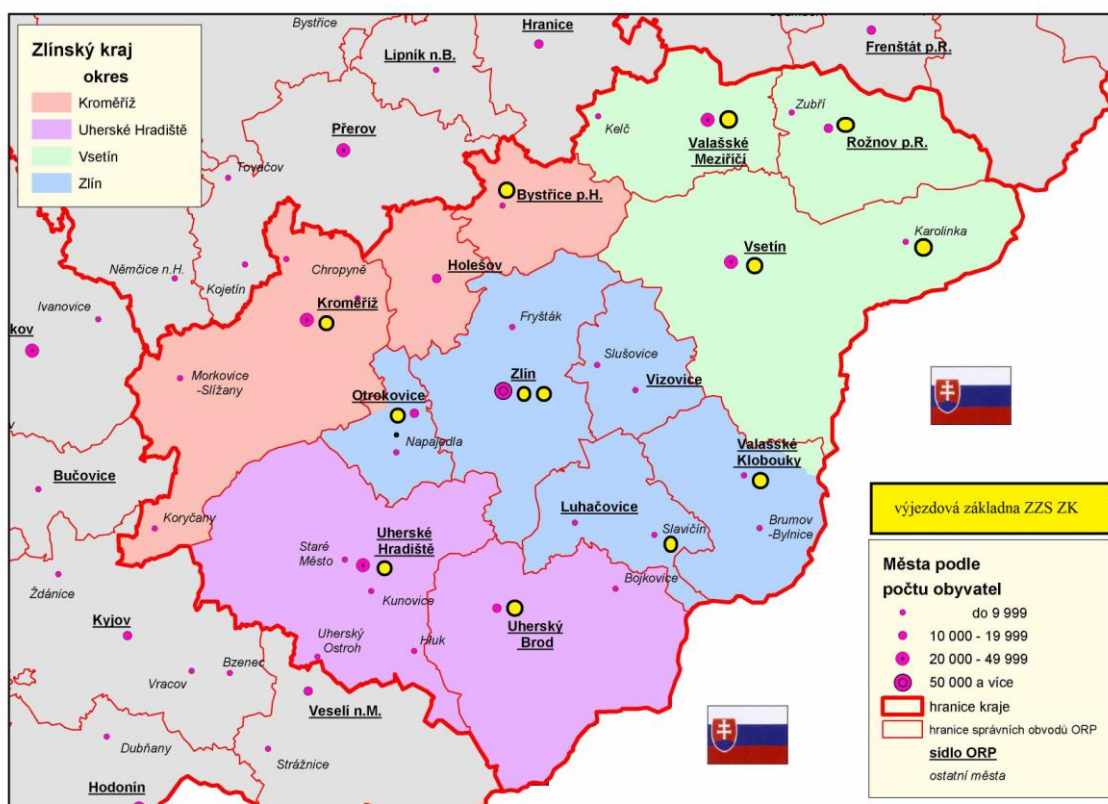 Zlínský kraj
okres
Kroměříž
Uherské Hradiště
Vsetín
Zlín
Bystřice
Hranice
Lipník n.B.
Frenštát p.R.
Přerov
Tovačov
Kelč
Valašské
Meziříčí
Zubří
Rožnov p.R.
Bystřice p.H.
Karolinka
Vsetín
Němčice n.H.
Kojetín
Chropyně
Holešov
Ivanovice
Kroměříž
kov
Fryšták
Morkovice
-Slížany
Otrokovice
Zlín
Slušovice
Vizovice
Napajedla
Valašské
Klobouky
Bučovice
Koryčany
Luhačovice
Slavičín
Brumov
-Bylnice
Uherské
Hradiště
Staré
Město
Kunovice
Bojkovice
Ždánice
Kyjov
Uherský
Ostroh
Hluk
Uherský
Brod
Bzenec
Vracov
Veselí n.M.
Dubňany
Strážnice
Hodonín
výjezdová základna ZZS ZK
Města podle
počtu obyvatel
do 9 999
10 000 - 19 999
20 000 - 49 999
50 000 a více
hranice kraje
hranice správních obvodů ORP
sídlo ORP
ostatní města